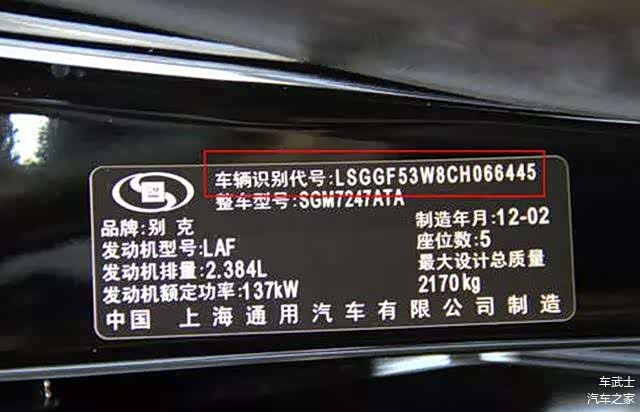 车辆识别代号:LSGGF53W8CH066445
整车型号:SGM7247ATA
品牌:别克
制造年月:12-02
发动机型号:LAF
座位数:5
发动机排量:2.384L
最大设计总质量
发动机额定功率:137kW
2170kg
中国 上海通用汽车有限公司制造
车武士
汽车之家